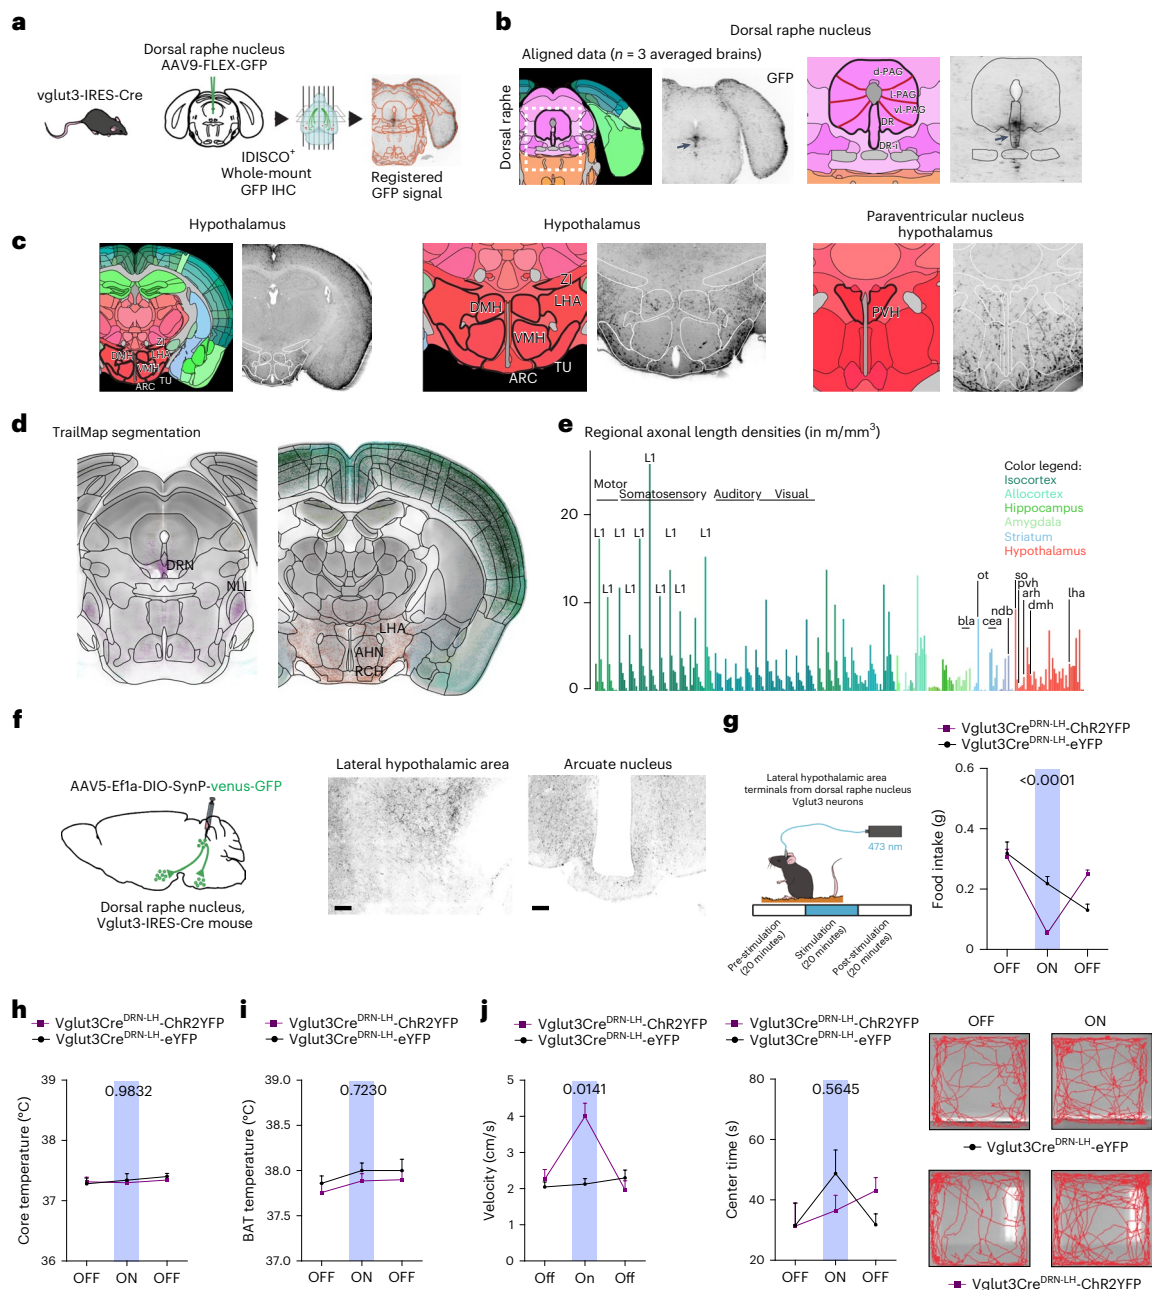 a
Dorsal raphe nucleus
AAV9-FLEX-GFP
vglut3-IRES-Cre
IDISCO+
Whole-mount
GFP IHC
Registered
GFP signal
b
Dorsal raphe nucleus
Aligned data (n = 3 averaged brains)
GFP
Dorsal raphe
d-PAG
l-PAG
vl-PAG
DR
DR-i
c
Hypothalamus
ZI
DMH
LHA
VMH
TU
ARC
Hypothalamus
ZI
DMH
LHA
VMH
TU
ARC
Paraventricular nucleus
hypothalamus
PVH
d
TrailMap segmentation
DRN
NLL
LHA
AHN
RCH
e
Regional axonal length densities (in m/mm3)
L1
Motor
Somatosensory
Auditory
Visual
20
10
0
L1 L1 L1 L1 L1
L1 L1 L1 L1
Color legend:
Isocortex
Allocortex
Hippocampus
Amygdala
Striatum
Hypothalamus
ot
so
pvh
arh
lha
ndb
dmh
bla
cea
f
AAV5-Ef1a-DIO-SynP-venus-GFP
Dorsal raphe nucleus,
Vglut3-IRES-Cre mouse
Lateral hypothalamic area
Arcuate nucleus
g
Lateral hypothalamic area
terminals from dorsal raphe nucleus
Vglut3 neurons
473 nm
Pre-stimulation
(20 minutes)
Stimulation
(20 minutes)
Post-stimulation
(20 minutes)
Vglut3CreDRN-LH-ChR2YFP
Vglut3CreDRN-LH-eYFP
Food intake (g)
0.6
0.4
0.2
0
<0.0001
OFF ON OFF
h
Vglut3CreDRN-LH-ChR2YFP
Vglut3CreDRN-LH-eYFP
Core temperature (°C)
39
38
37
36
0.9832
OFF ON OFF
i
Vglut3CreDRN-LH-ChR2YFP
Vglut3CreDRN-LH-eYFP
BAT temperature (°C)
39.0
38.5
38.0
37.5
37.0
0.7230
OFF ON OFF
j
Vglut3CreDRN-LH-ChR2YFP
Vglut3CreDRN-LH-eYFP
Velocity (cm/s)
5
4
3
2
1
0
0.0141
Off On Off
Vglut3CreDRN-LH-ChR2YFP
Vglut3CreDRN-LH-eYFP
Center time (s)
80
60
40
20
0.5645
OFF ON OFF
OFF ON
Vglut3CreDRN-LH-eYFP
Vglut3CreDRN-LH-ChR2YFP